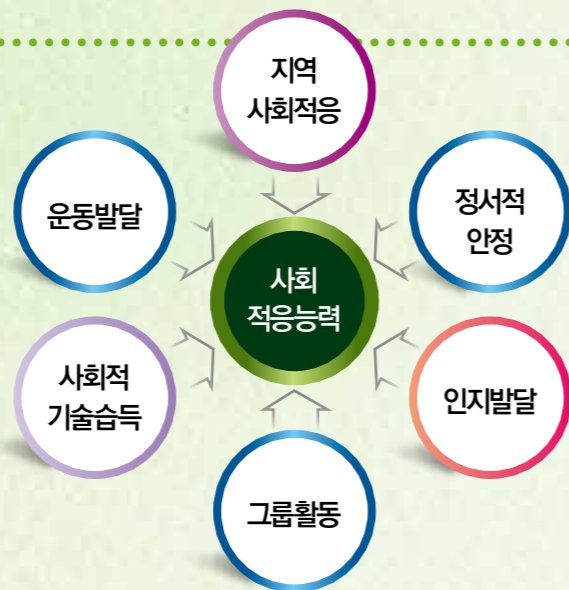 지역
사회적응
운동발달
정서적
안정
사회
적응능력
사회적
기술습득
인지발달
그룹활동